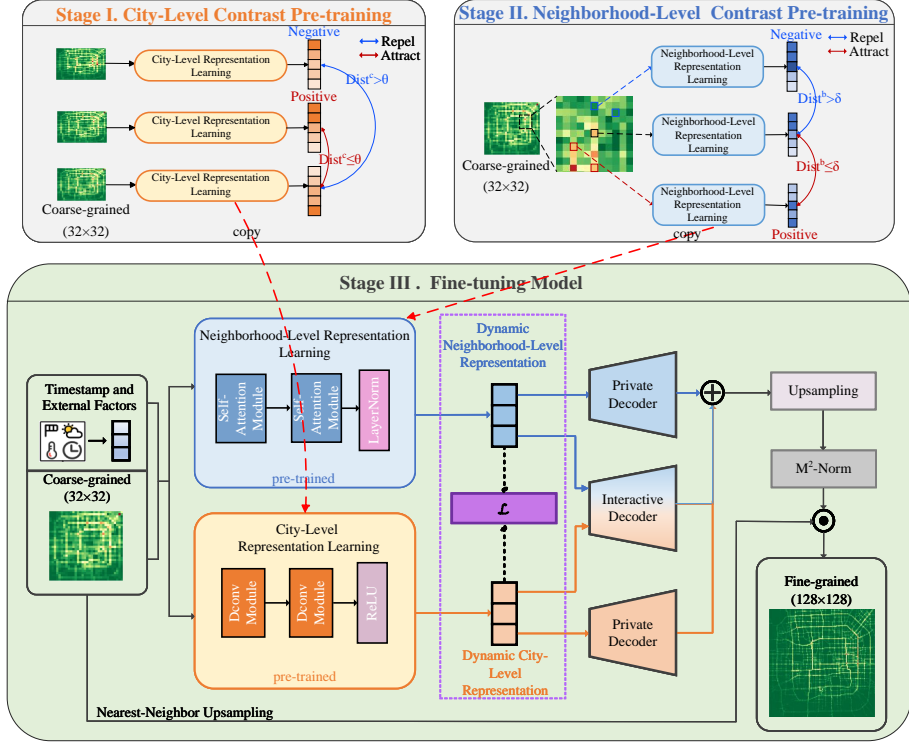 Stage I. City-Level Contrast Pre-training
Negative
Repel
Attract
City-Level Representation
Learning
Dist^c>θ
Positive
City-Level Representation
Learning
Dist^c≤θ
City-Level Representation
Learning
Coarse-grained
(32×32)
copy
Stage II. Neighborhood-Level Contrast Pre-training
Negative
Repel
Attract
Neighborhood-Level
Representation
Learning
Dist^b>δ
Neighborhood-Level
Representation
Learning
Dist^b≤δ
Coarse-grained
(32×32)
Neighborhood-Level
Representation
Learning
copy
Positive
Stage III . Fine-tuning Model
Neighborhood-Level Representation
Learning
Self-
Attention
Module
Self-
Attention
Module
LayerNorm
pre-trained
Timestamp and
External Factors
Coarse-grained
(32×32)
City-Level
Representation Learning
Dconv
Module
Dconv
Module
ReLU
pre-trained
Dynamic
Neighborhood-Level
Representation
ℒ
Dynamic City-
Level
Representation
Private
Decoder
Interactive
Decoder
Private
Decoder
Upsampling
M²-Norm
Fine-grained
(128×128)
Nearest-Neighbor Upsampling